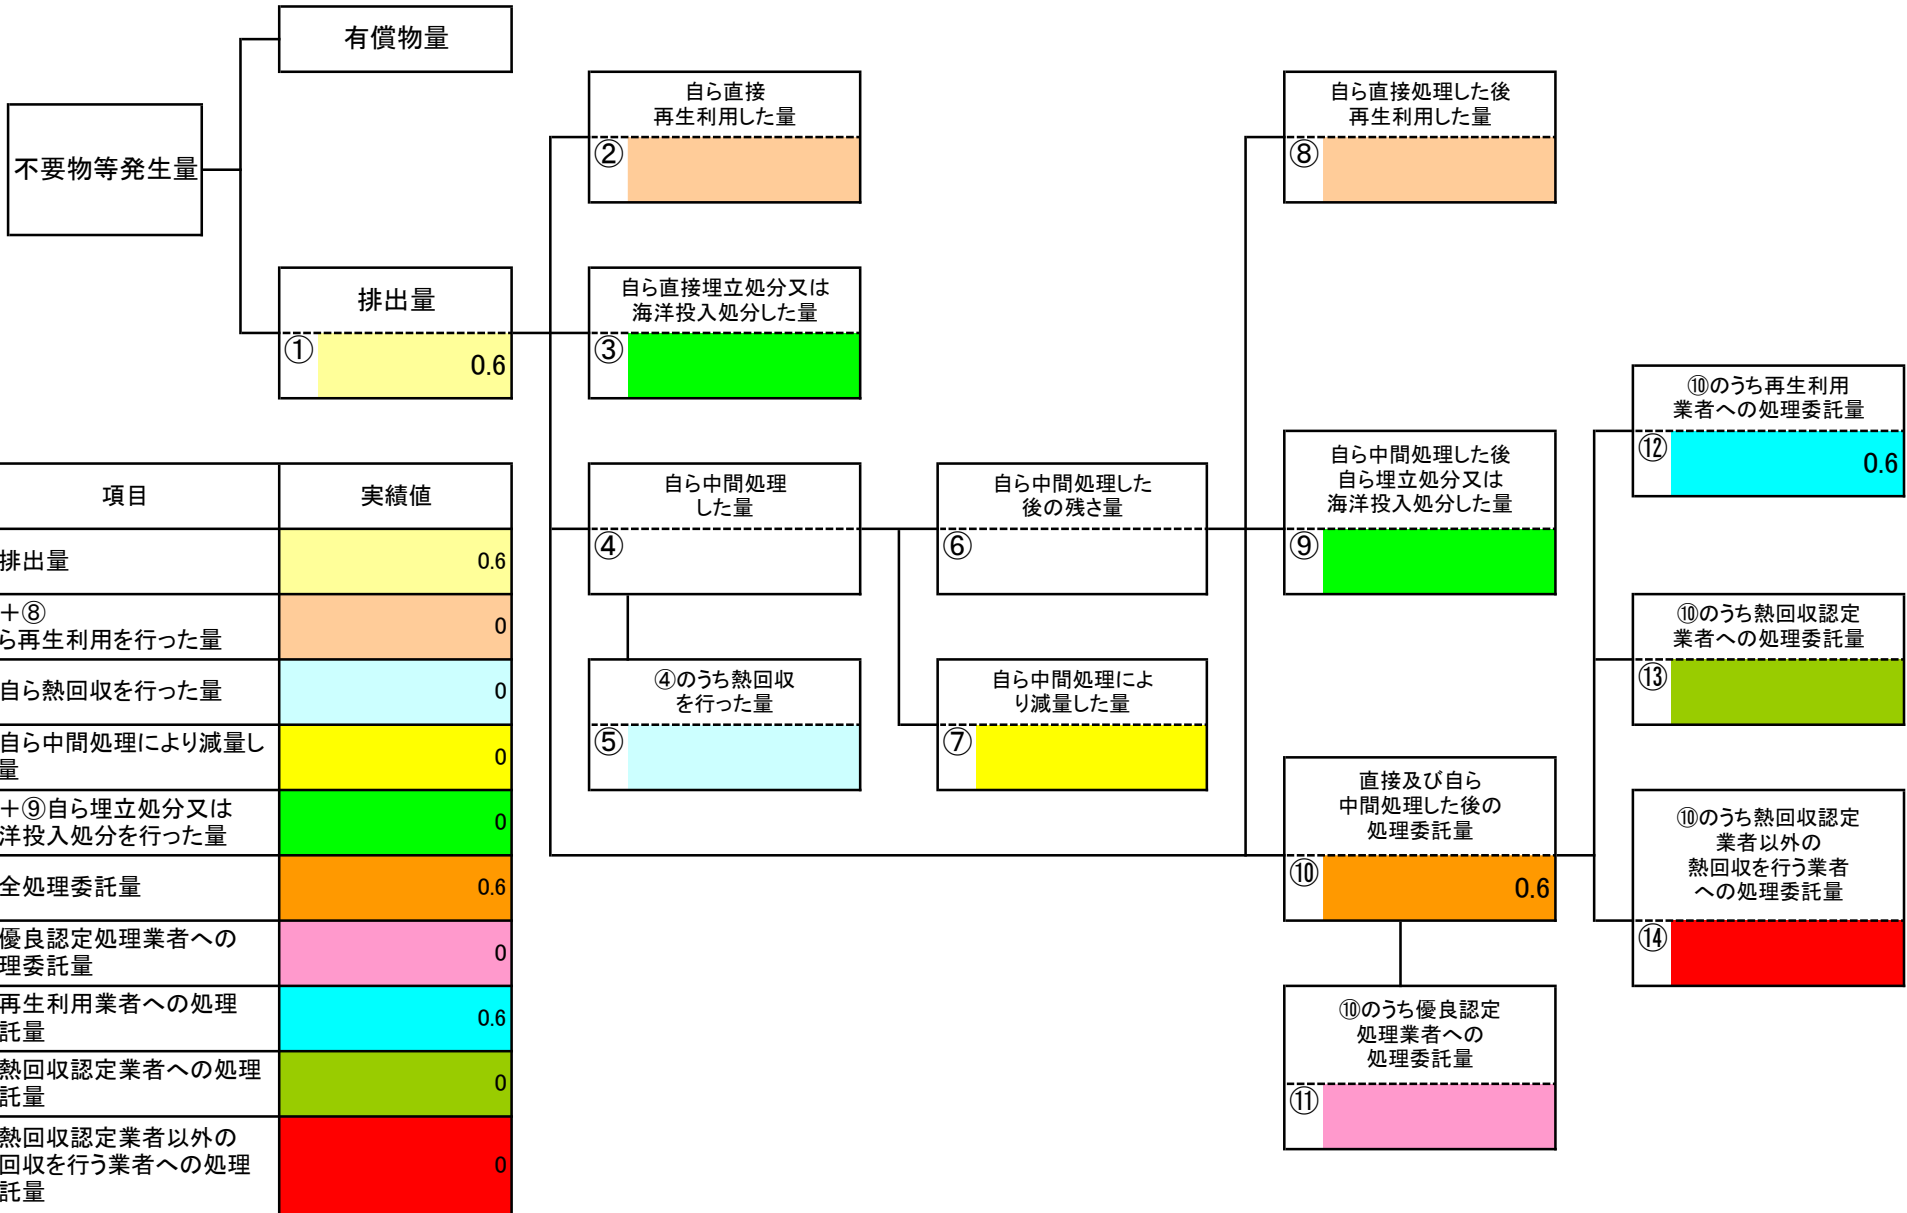 有償物量
不要物等発生量
排出量
①
0.6
自ら直接
再生利用した量
②
自ら直接埋立処分又は
海洋投入処分した量
③
自ら中間処理
した量
④
④のうち熱回収
を行った量
⑤
自ら中間処理した
後の残さ量
⑥
自ら中間処理によ
り減量した量
⑦
自ら直接処理した後
再生利用した量
⑧
自ら中間処理した後
自ら埋立処分又は
海洋投入処分した量
⑨
直接及び自ら
中間処理した後の
処理委託量
⑩
0.6
⑩のうち優良認定
処理業者への
処理委託量
⑪
⑩のうち再生利用
業者への処理委託量
⑫
0.6
⑩のうち熱回収認定
業者への処理委託量
⑬
⑩のうち熱回収認定
業者以外の
熱回収を行う業者
への処理委託量
⑭
項目
実績値
排出量
0.6
+⑧
ら再生利用を行った量
0
自ら熱回収を行った量
0
自ら中間処理により減量し
量
0
+⑨自ら埋立処分又は
洋投入処分を行った量
0
全処理委託量
0.6
優良認定処理業者への
理委託量
0
再生利用業者への処理
託量
0.6
熱回収認定業者への処理
託量
0
熱回収認定業者以外の
回収を行う業者への処理
託量
0